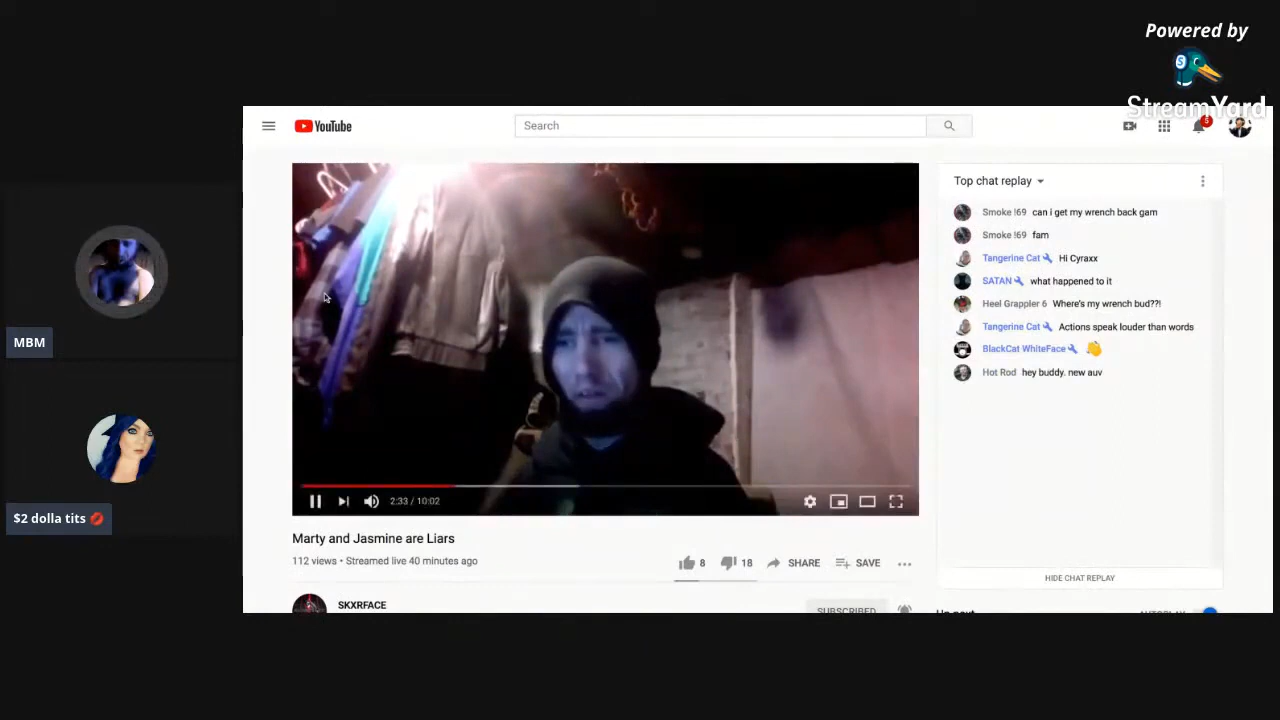 Powered by
StreamYard
YouTube
Search
5
Top chat replay
Smoke !69 can i get my wrench back gam
Smoke !69 fam
Tangerine Cat Hi Cyraxx
SATAN what happened to it
Heel Grappler 6 Where's my wrench bud??!
Tangerine Cat Actions speak louder than words
BlackCat WhiteFace
Hot Rod hey buddy. new auv
MBM
$2 dolla tits
2:33 / 10:02
HIDE CHAT REPLAY
Marty and Jasmine are Liars
112 views • Streamed live 40 minutes ago
8 18 SHARE SAVE
SKXRFACE
SUBSCRIBED
Up next
AUTOPLAY